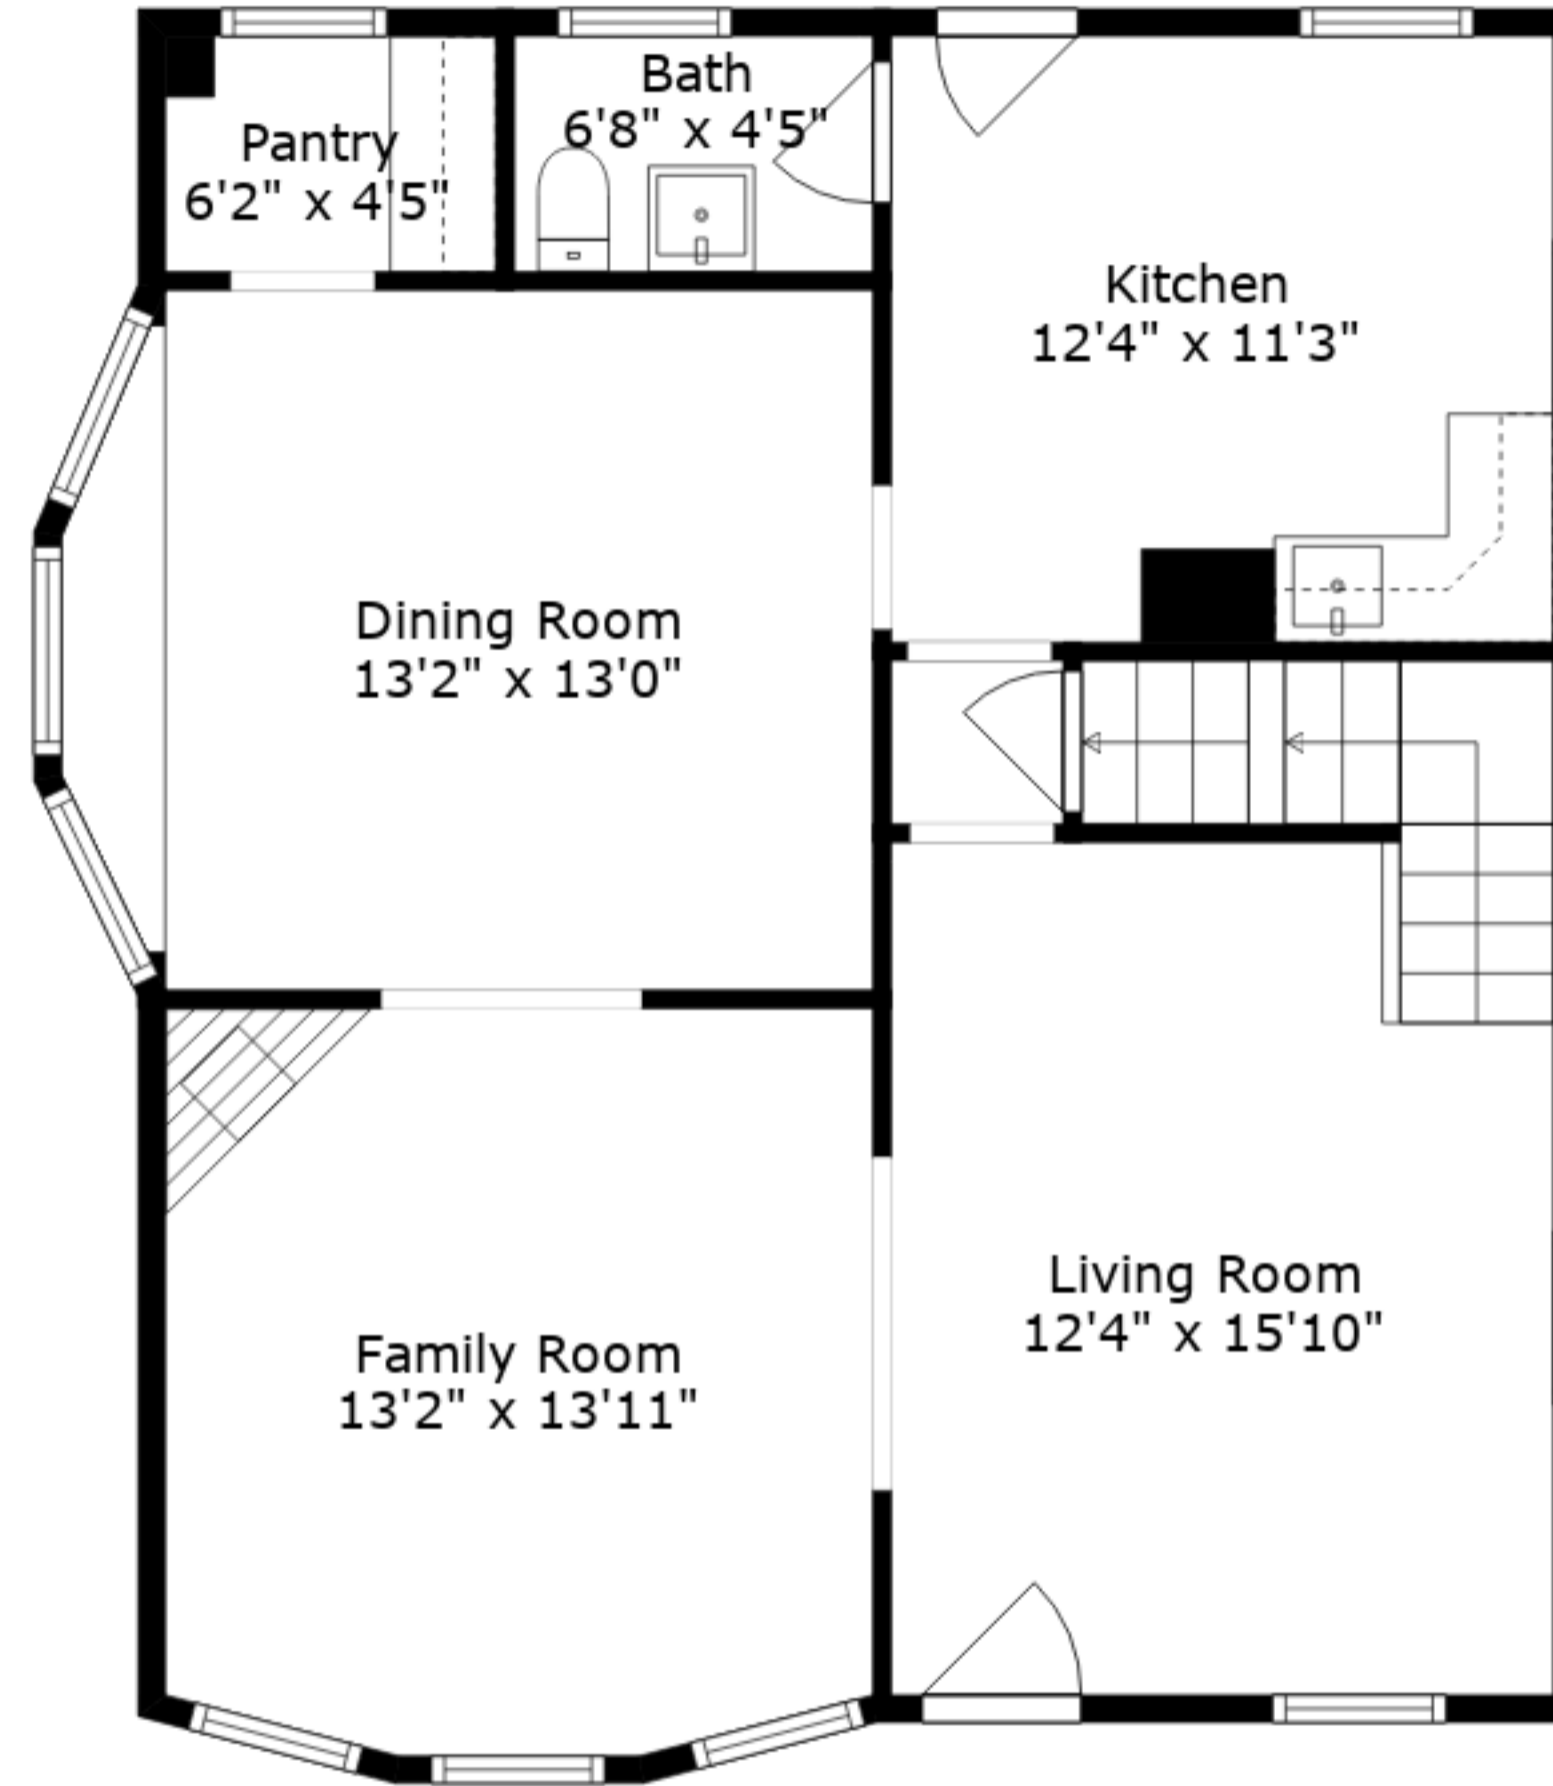 Bath
6'8" x 4'5"
Pantry
6'2" x 4'5"
Kitchen
12'4" x 11'3"
Dining Room
13'2" x 13'0"
Living Room
12'4" x 15'10"
Family Room
13'2" x 13'11"